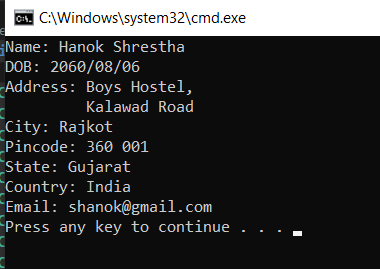 C:\Windows\system32\cmd.exe
Name: Hanok Shrestha
DOB: 2060/08/06
Address: Boys Hostel,
         Kalawad Road
City: Rajkot
Pincode: 360 001
State: Gujarat
Country: India
Email: shanok@gmail.com
Press any key to continue . . .